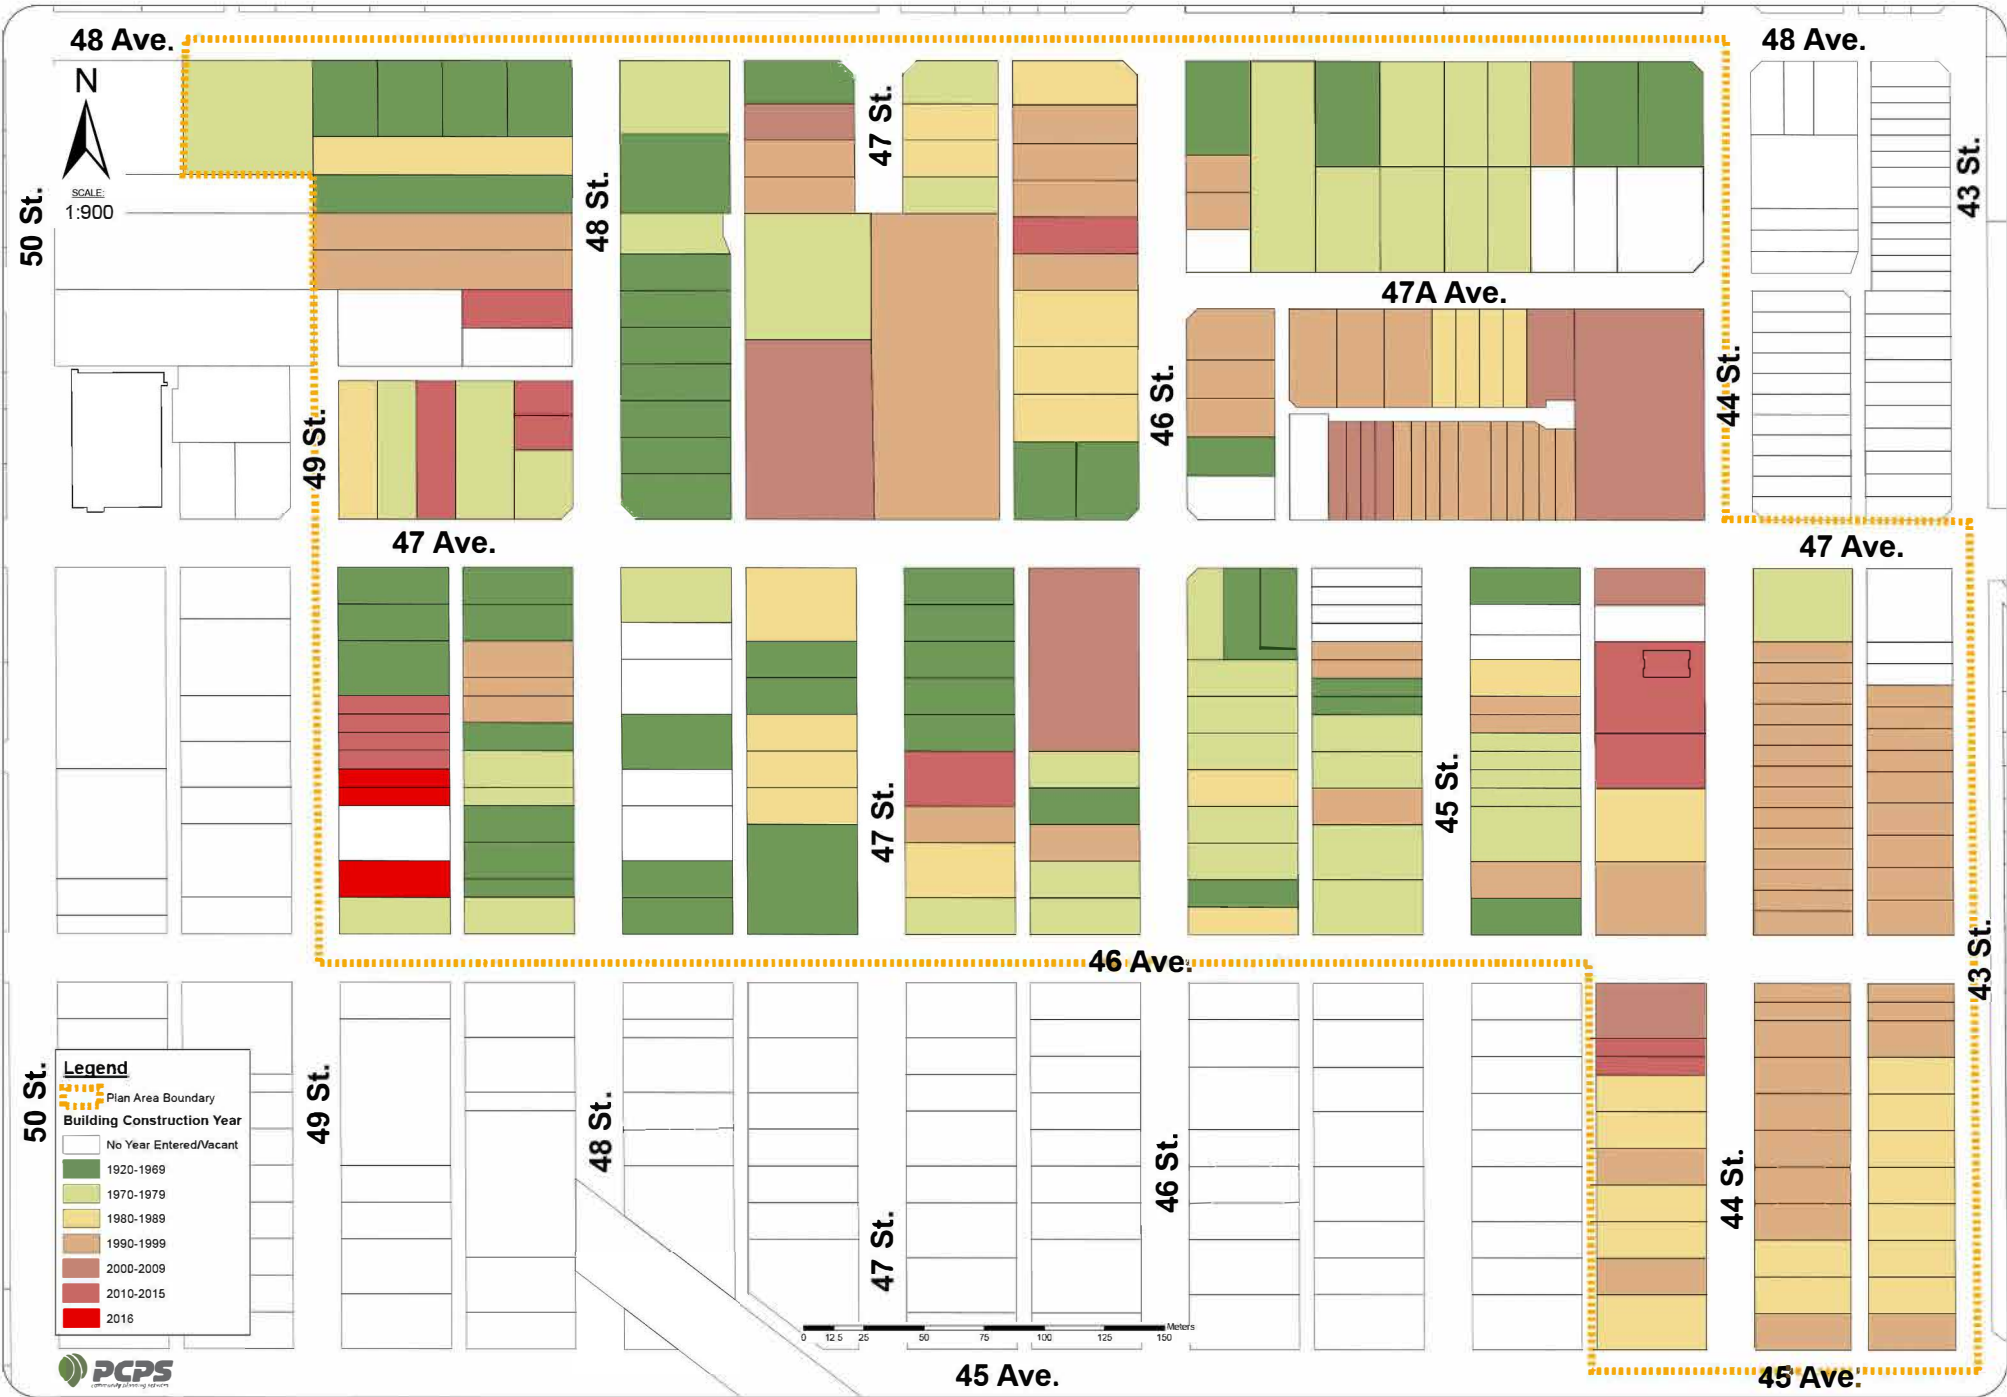 48 Ave.
48 Ave.
N
SCALE:
1:900
50 St.
48 St.
47 St.
43 St.
47A Ave.
49 St.
46 St.
44 St.
47 Ave.
47 Ave.
47 St.
45 St.
46 Ave.
43 St.
50 St.
49 St.
48 St.
47 St.
46 St.
44 St.
Legend
Plan Area Boundary
Building Construction Year
No Year Entered/Vacant
1920-1969
1970-1979
1980-1989
1990-1999
2000-2009
2010-2015
2016
0 12.5 25 50 75 100 125 150 Meters
PCPS
45 Ave.
45 Ave.